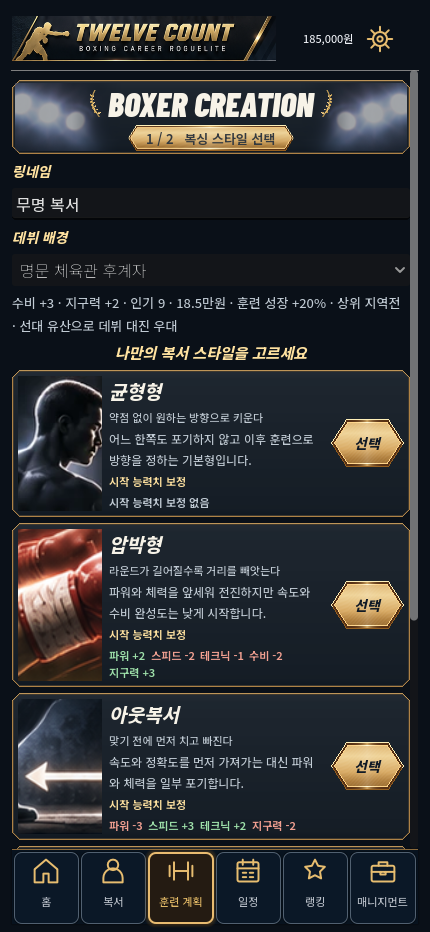 TWELVE COUNT
BOXING CAREER ROGUELITE
185,000원
BOXER CREATION
1 / 2 복싱 스타일 선택
링네임
무명 복서
데뷔 배경
명문 체육관 후계자
수비 +3 · 지구력 +2 · 인기 9 · 18.5만원 · 훈련 성장 +20% · 상위 지역전
· 선대 유산으로 데뷔 대진 우대
나만의 복서 스타일을 고르세요
균형형
약점 없이 원하는 방향으로 키운다
어느 한쪽도 포기하지 않고 이후 훈련으로
방향을 정하는 기본형입니다.
시작 능력치 보정
시작 능력치 보정 없음
선택
압박형
라운드가 길어질수록 거리를 빼앗는다
파워와 체력을 앞세워 전진하지만 속도와
수비 완성도는 낮게 시작합니다.
시작 능력치 보정
파워 +2 스피드 -2 테크닉 -1 수비 -2
지구력 +3
선택
아웃복서
맞기 전에 먼저 치고 빠진다
속도와 정확도를 먼저 가져가는 대신 파워
와 체력을 일부 포기합니다.
시작 능력치 보정
파워 -3 스피드 +3 테크닉 +2 지구력 -2
선택
홈
복서
훈련 계획
일정
랭킹
매니지먼트